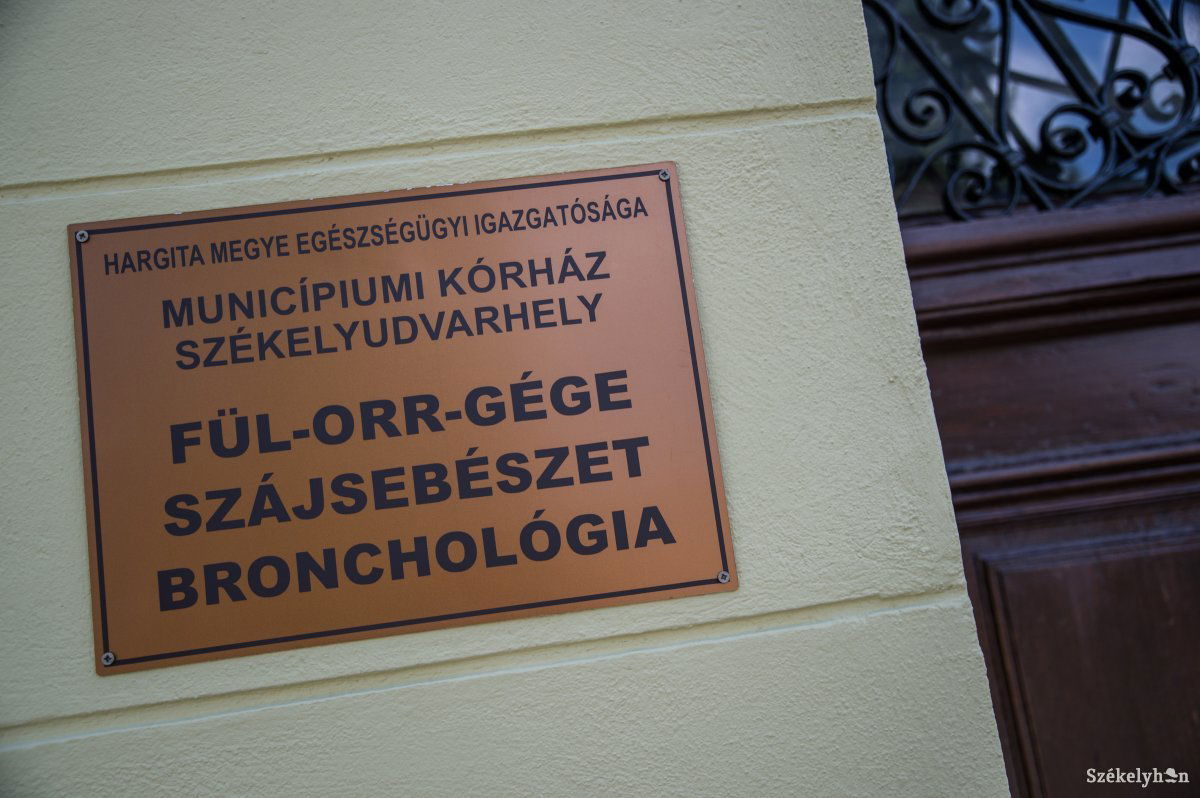 HARGITA MEGYE EGÉSZSÉGÜGYI IGAZGATÓSÁGA
MUNICÍPIUMI KÓRHÁZ
SZÉKELYUDVARHELY
FÜL-ORR-GÉGE
SZÁJSEBÉSZET
BRONCHOLÓGIA
Székelyhon